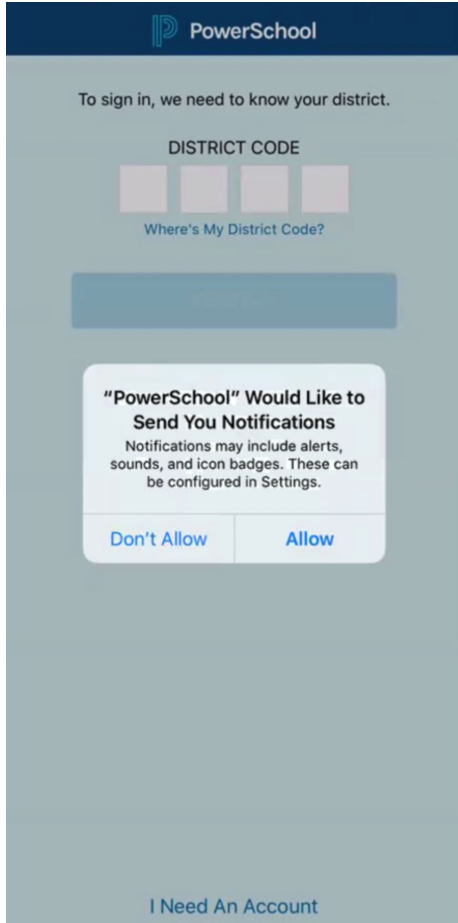 PowerSchool
To sign in, we need to know your district.
DISTRICT CODE
Where's My District Code?
"PowerSchool" Would Like to
Send You Notifications
Notifications may include alerts,
sounds, and icon badges. These can
be configured in Settings.
Don't Allow
Allow
I Need An Account